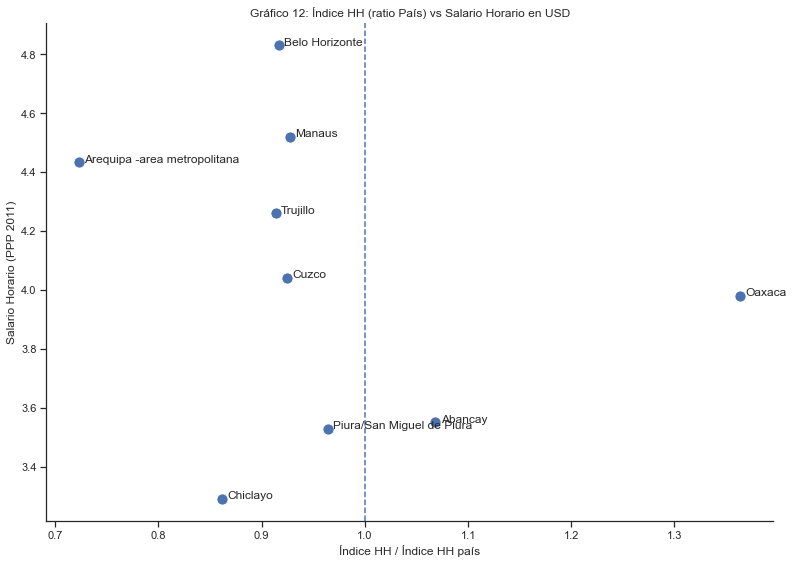 Gráfico 12: Índice HH (ratio País) vs Salario Horario en USD
Salario Horario (PPP 2011)
4.8
4.6
4.4
4.2
4.0
3.8
3.6
3.4
Belo Horizonte
Manaus
Arequipa -area metropolitana
Trujillo
Cuzco
Oaxaca
Abancay
Piura/San Miguel de Piura
Chiclayo
0.7 0.8 0.9 1.0 1.1 1.2 1.3
Índice HH / Índice HH país